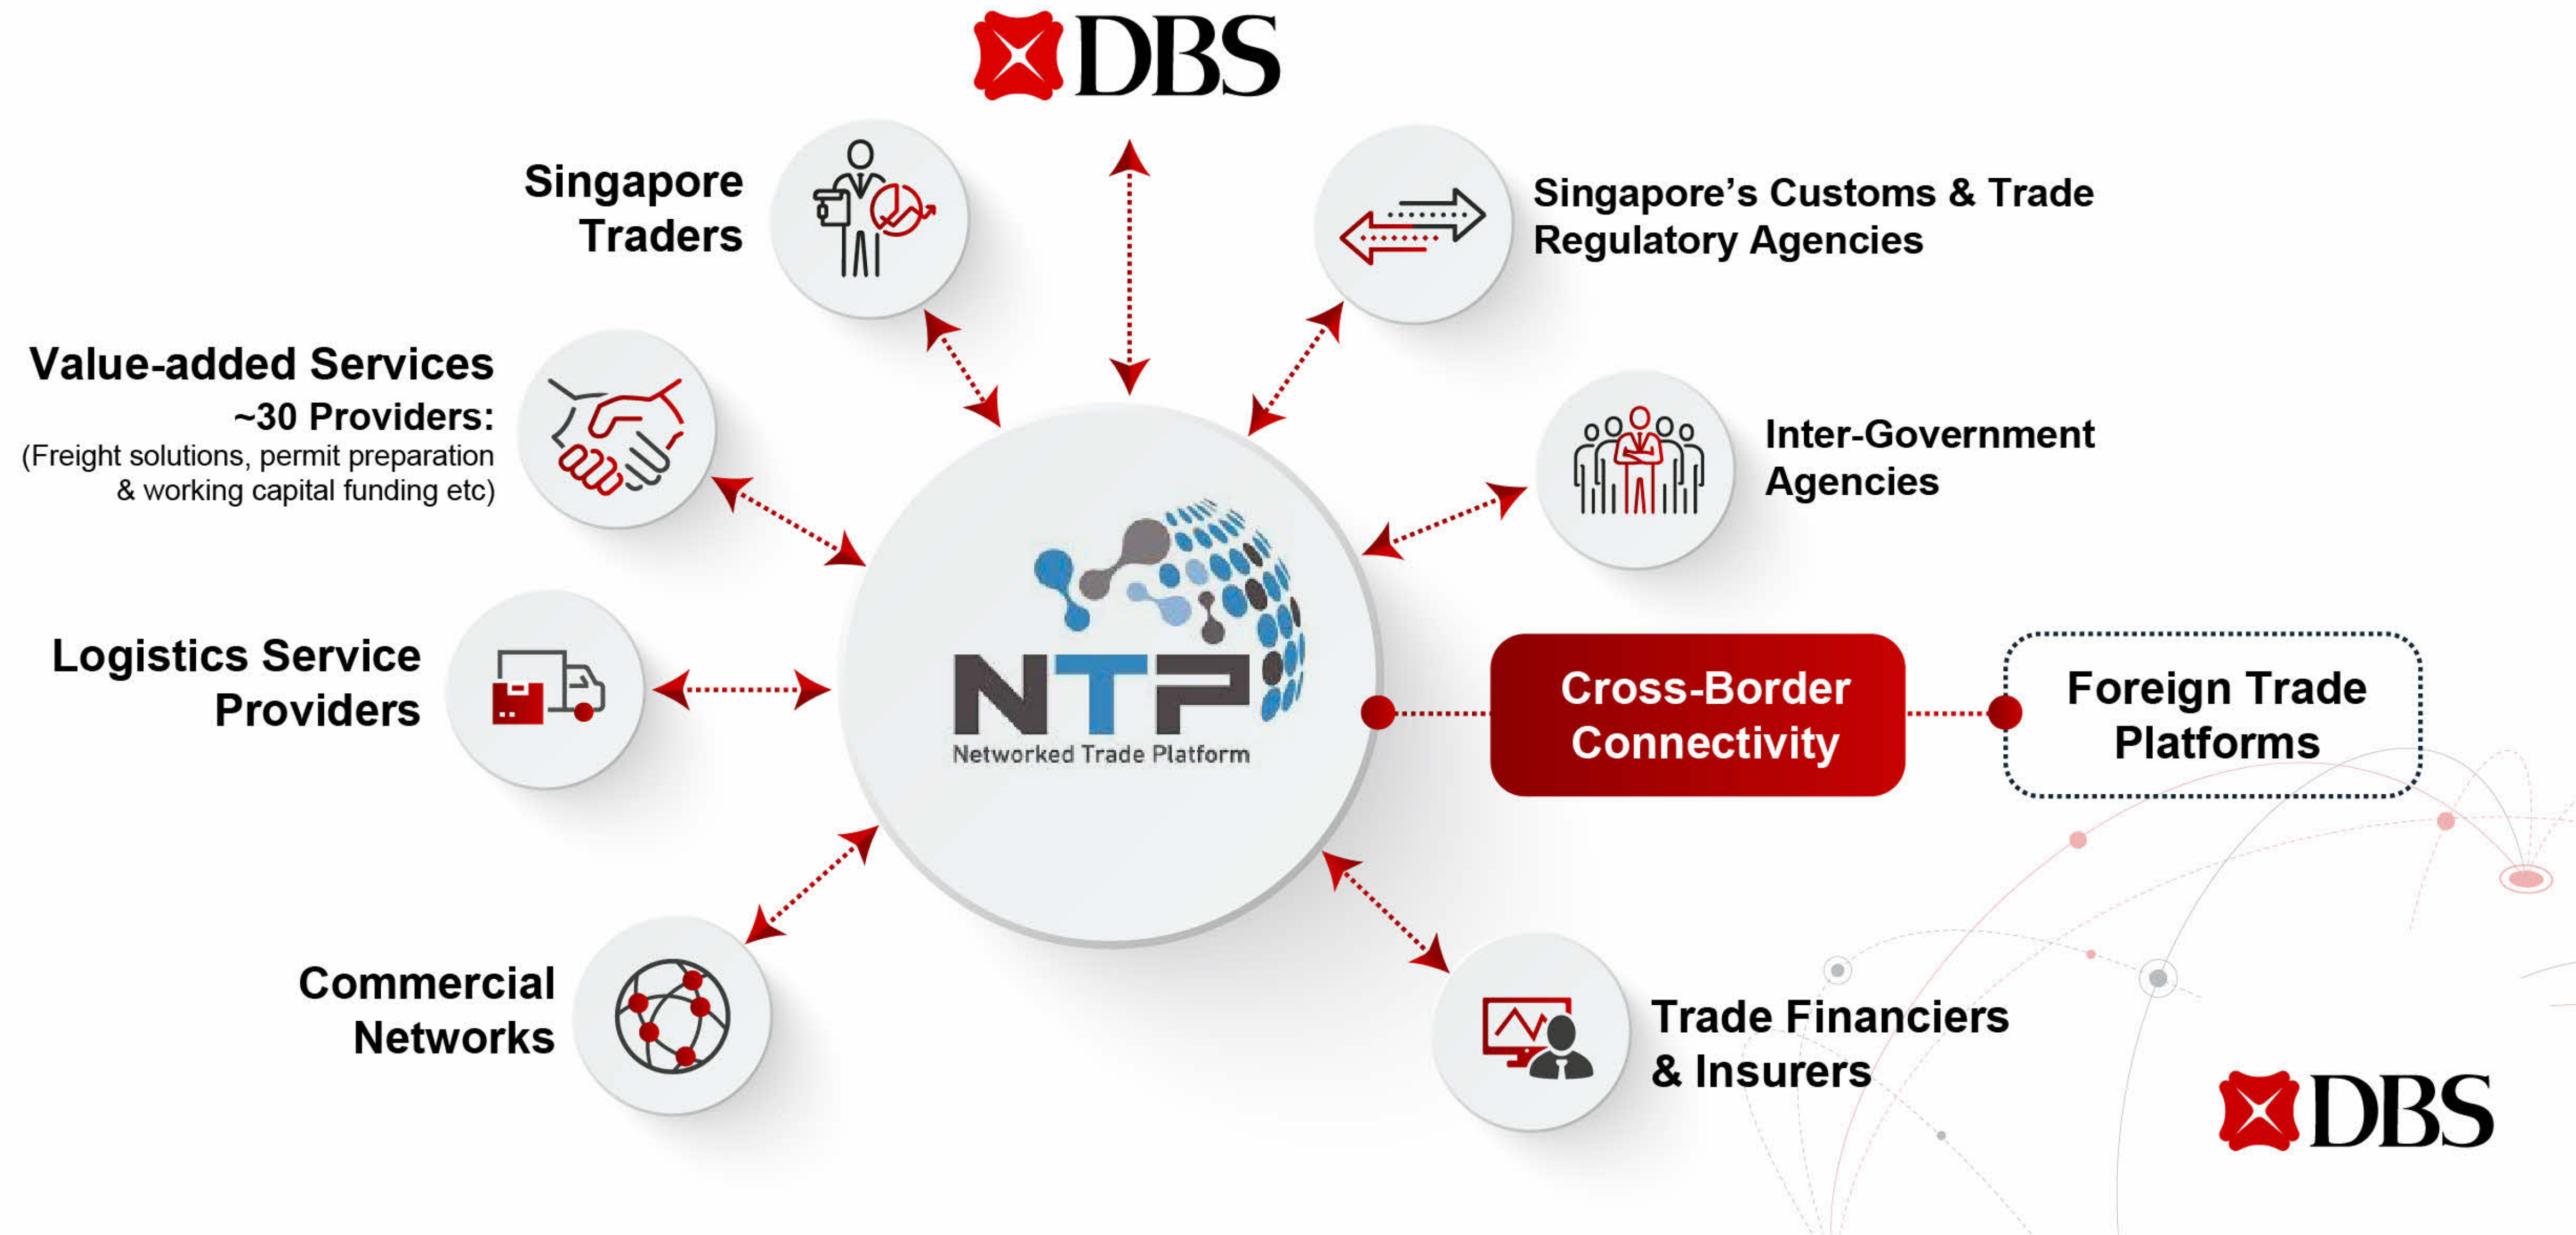 DBS
Singapore
Traders
Singapore’s Customs & Trade
Regulatory Agencies
Value-added Services
~30 Providers:
(Freight solutions, permit preparation
& working capital funding etc)
Inter-Government
Agencies
Logistics Service
Providers
NTP
Networked Trade Platform
Cross-Border
Connectivity
Foreign Trade
Platforms
Commercial
Networks
Trade Financiers
& Insurers
DBS